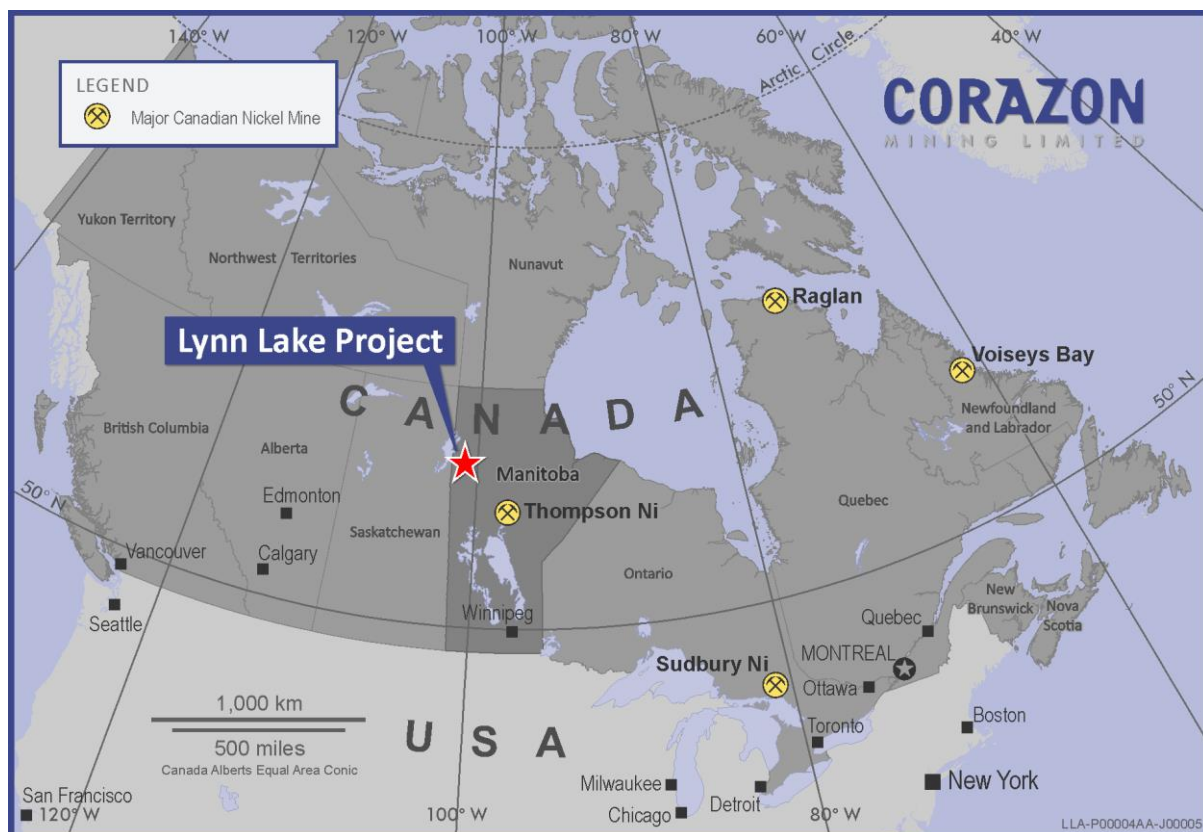 140° W
120° W
100° W
80° W
60° W
40° W
Arctic Circle
LEGEND
Major Canadian Nickel Mine
CORAZON
MINING LIMITED
Yukon Territory
Northwest Territories
Nunavut
Raglan
Lynn Lake Project
Voiseys Bay
50° N
CANADA
Newfoundland
and Labrador
British Columbia
Alberta
Manitoba
Edmonton
Thompson Ni
Quebec
50° N
Saskatchewan
Vancouver
Calgary
Ontario
Seattle
Winnipeg
New
Brunswick
Nova
Scotia
Quebec
MONTREAL
Sudbury Ni
Ottawa
1,000 km
500 miles
Canada Alberts Equal Area Conic
USA
Toronto
Boston
Milwaukee
Detroit
New York
San Francisco
Chicago
120° W
100° W
80° W
LLA-P00004AA-J00005